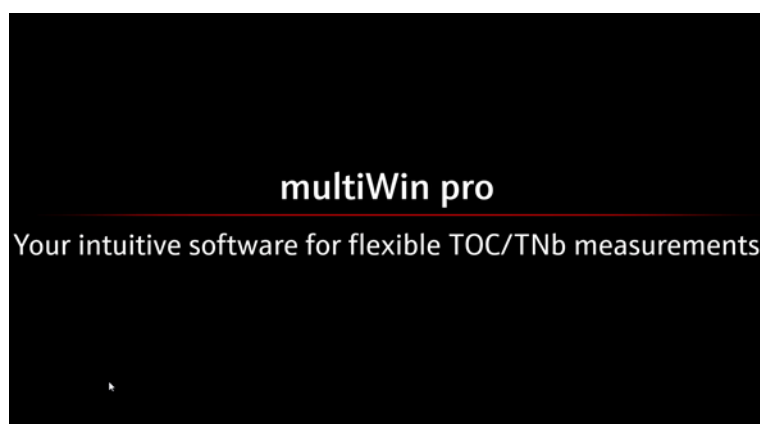 multiWin pro
Your intuitive software for flexible TOC/TNb measurements